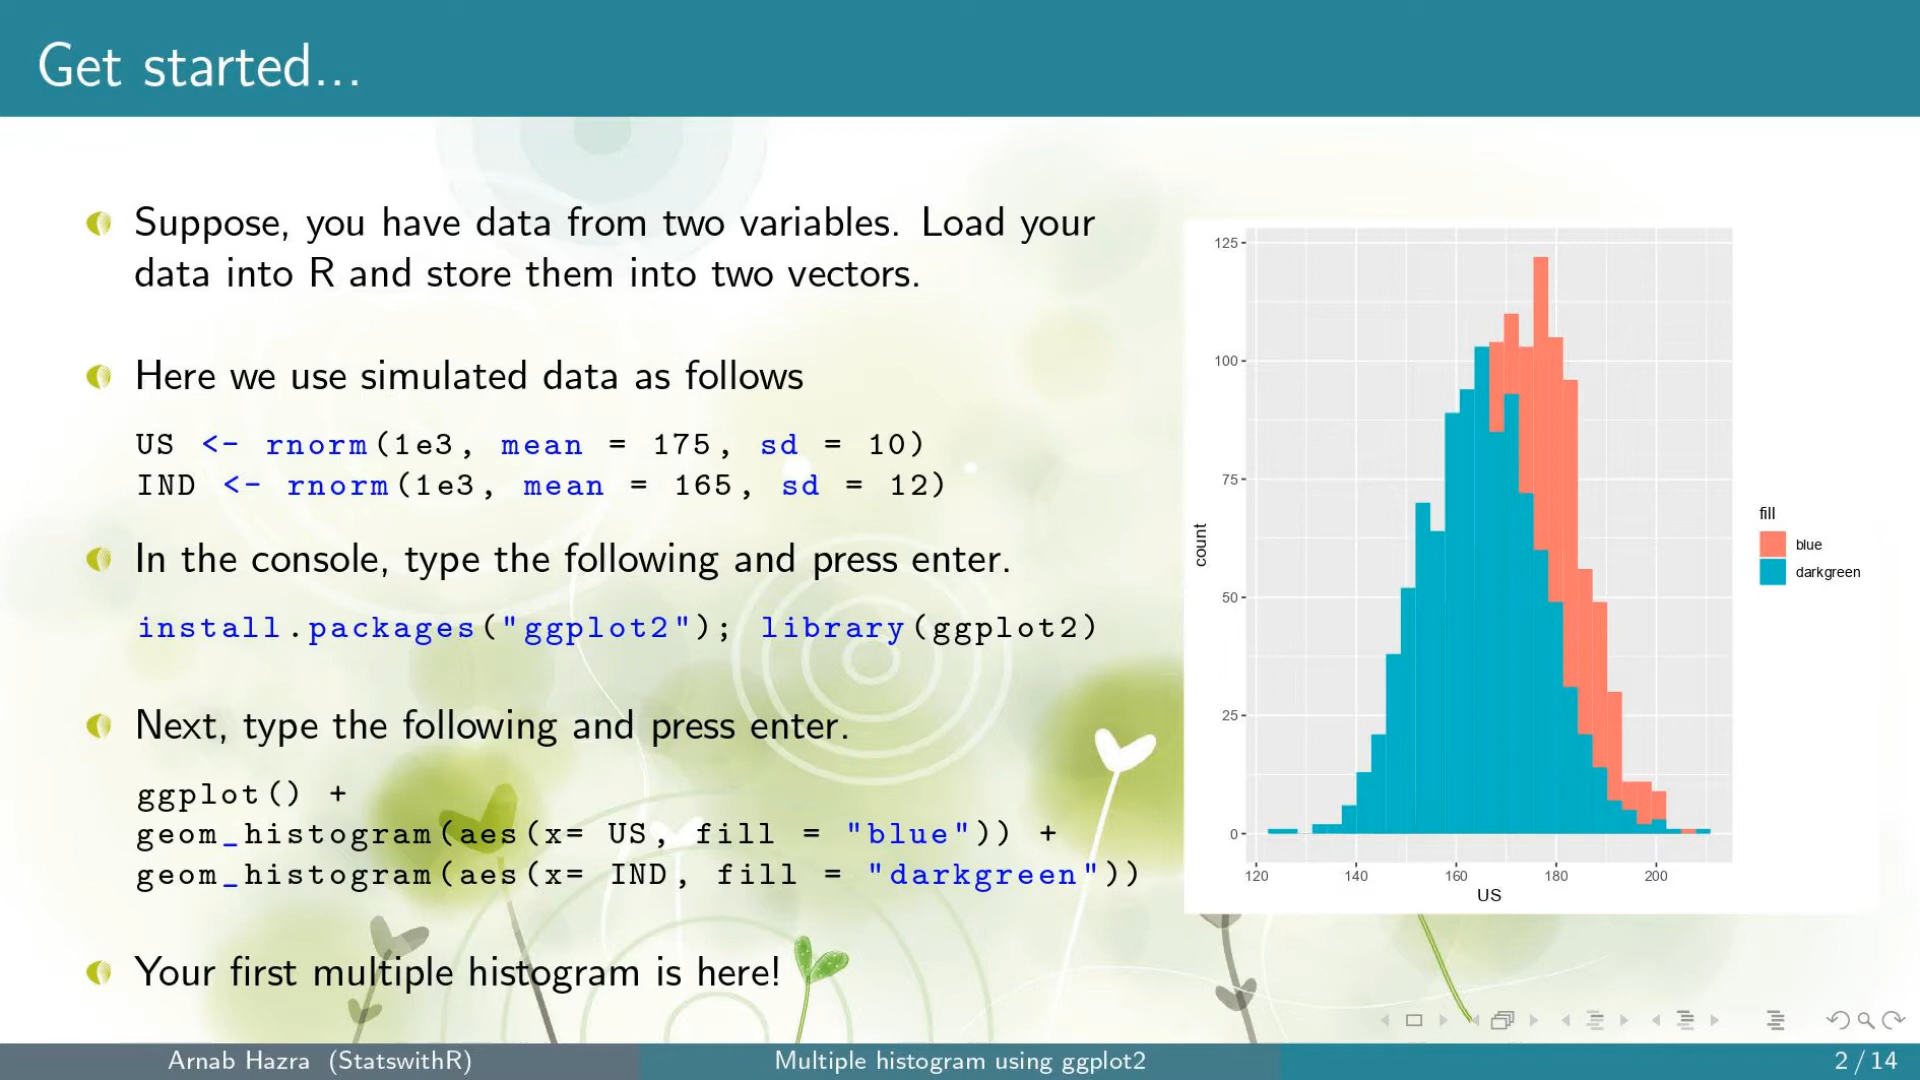 Get started...
Suppose, you have data from two variables. Load your
data into R and store them into two vectors.
Here we use simulated data as follows
US <- rnorm(1e3, mean = 175, sd = 10)
IND <- rnorm(1e3, mean = 165, sd = 12)
In the console, type the following and press enter.
install.packages("ggplot2"); library(ggplot2)
Next, type the following and press enter.
ggplot() +
geom_histogram(aes(x= US, fill = "blue")) +
geom_histogram(aes(x= IND, fill = "darkgreen"))
Your first multiple histogram is here!
125
100
75
50
25
0
count
120 140 160 180 200
US
fill
blue
darkgreen
Arnab Hazra (StatswithR) Multiple histogram using ggplot2 2 / 14